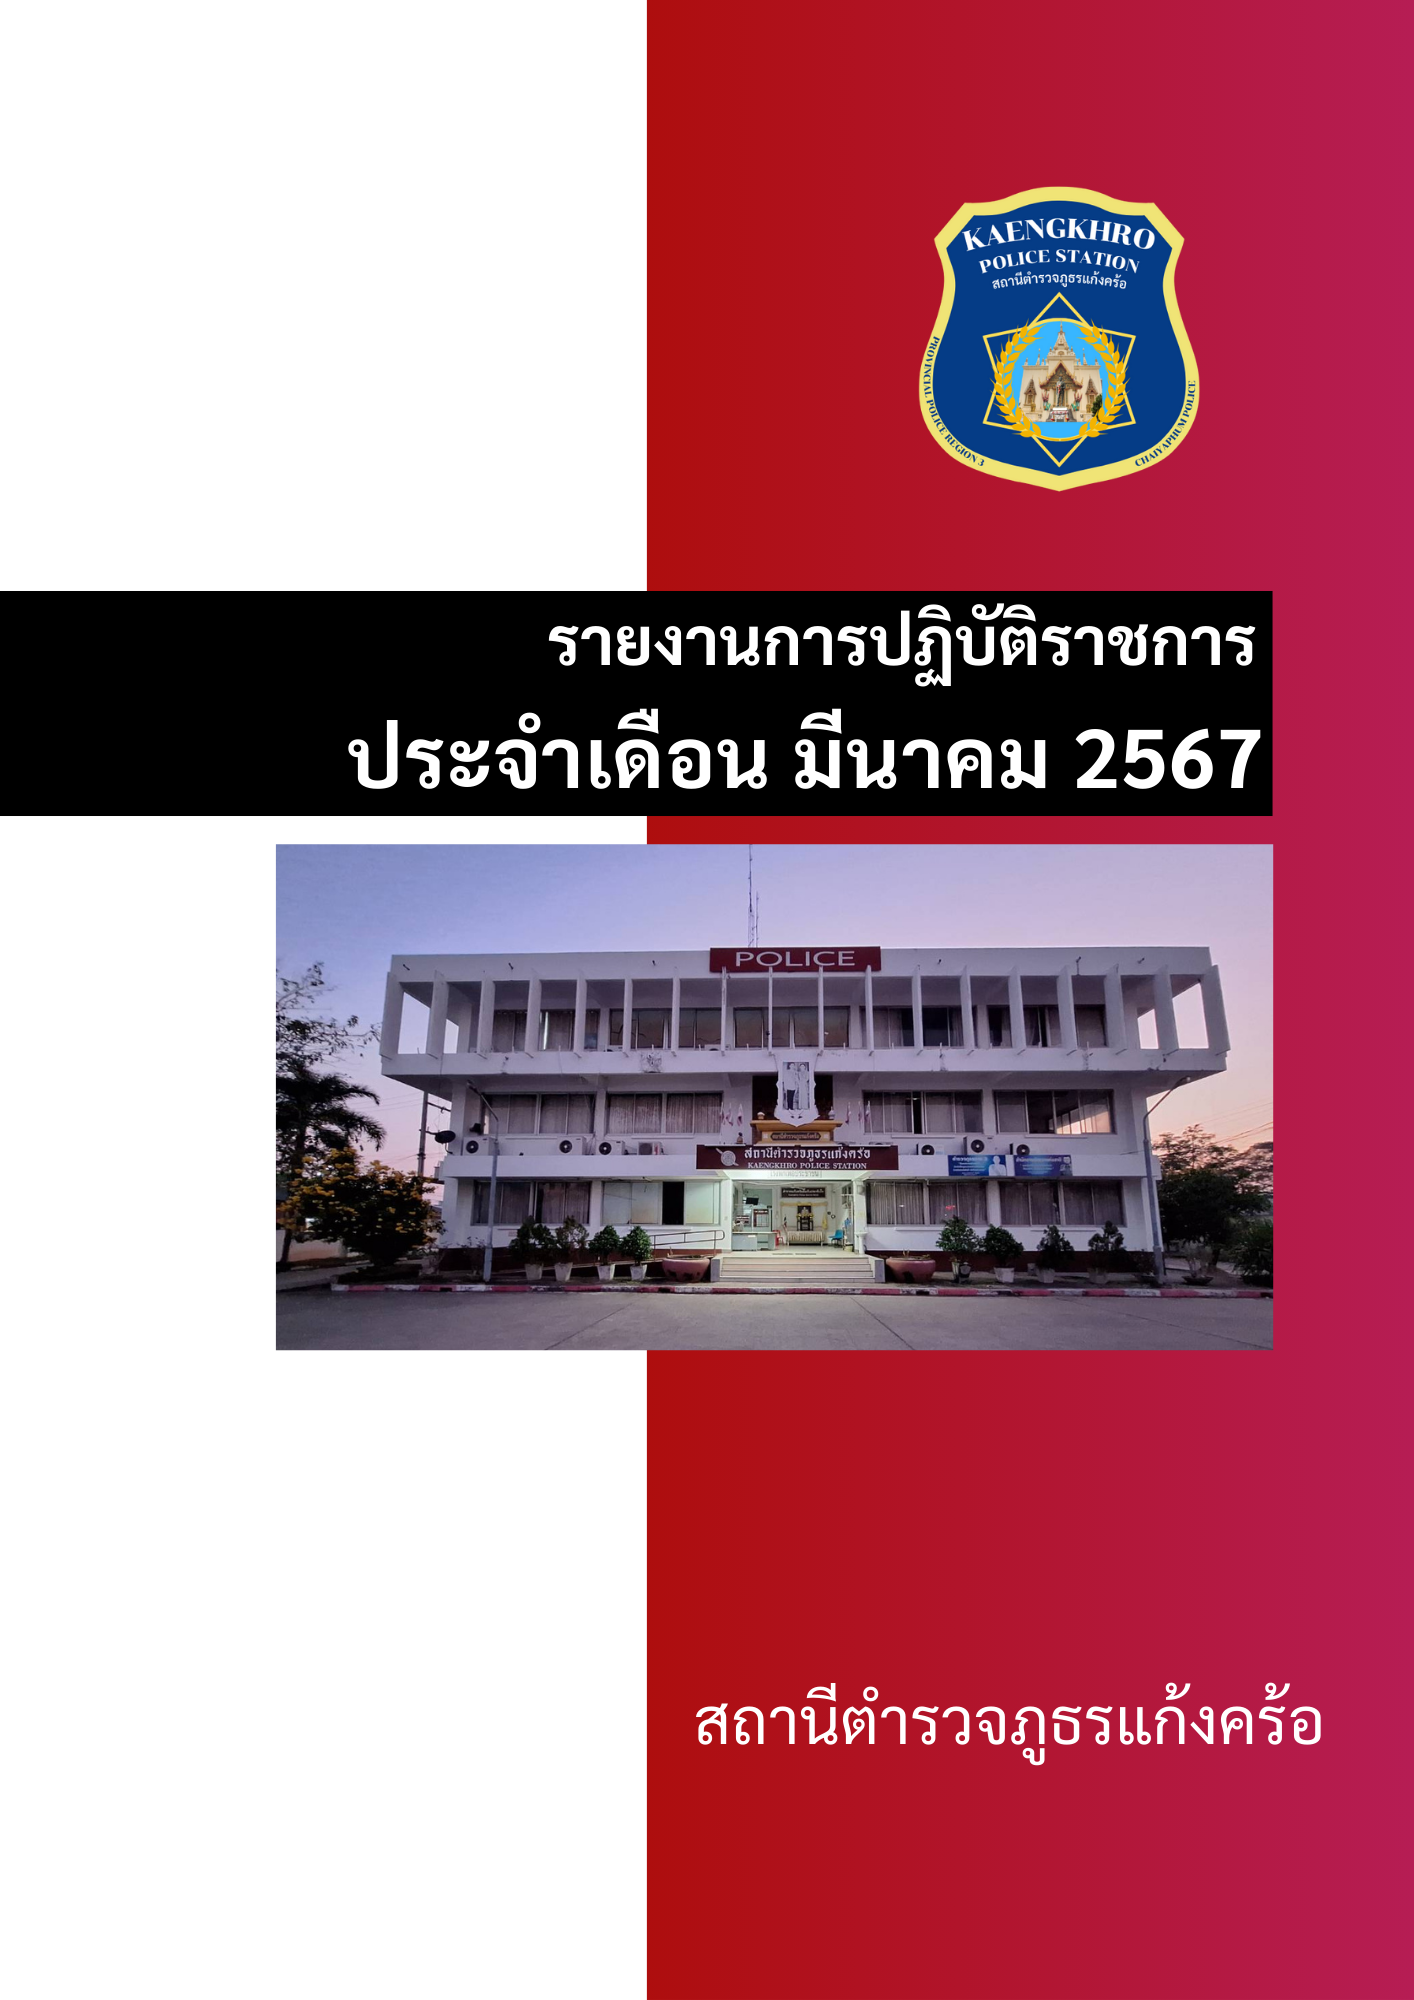 KAENGKHRO
POLICE STATION
สถานีตำรวจภูธรแก้งคร้อ
PROVINCIAL POLICE REGION 3
CHAIYAPHUM POLICE
รายงานการปฏิบัติราชการ
ประจำเดือน มีนาคม 2567
POLICE
สถานีตำรวจภูธรแก้งคร้อ
KAENGKHRO POLICE STATION
สถานีตำรวจภูธรแก้งคร้อ